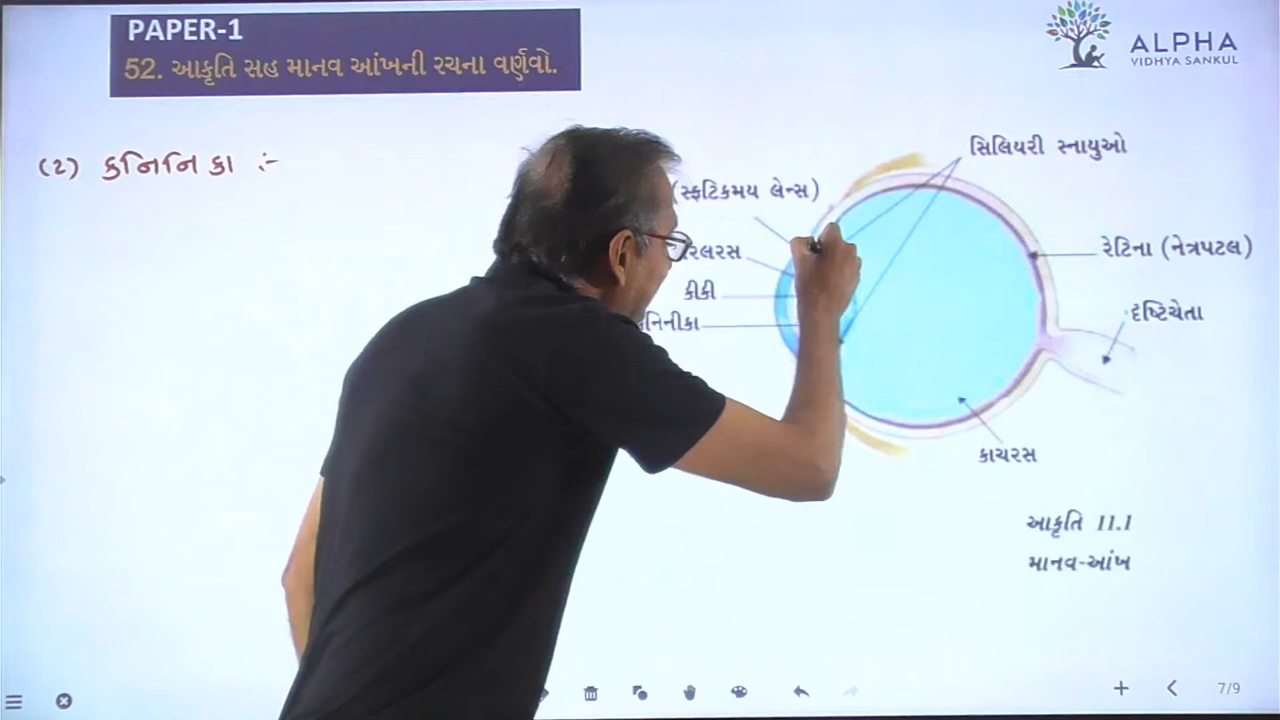 PAPER-1
52. આકૃતિ સહ માનવ આંખની રચના વર્ણવો.
ALPHA
VIDHYA SANKUL
(2) કનિનિકા :-
સિલિયરી સ્નાયુઓ
(સ્ફટિકમય લેન્સ)
રેટિના (નેત્રપટલ)
કીકી
દૃષ્ટિચેતા
કાચરસ
આકૃતિ 11.1
માનવ-આંખ
7/9